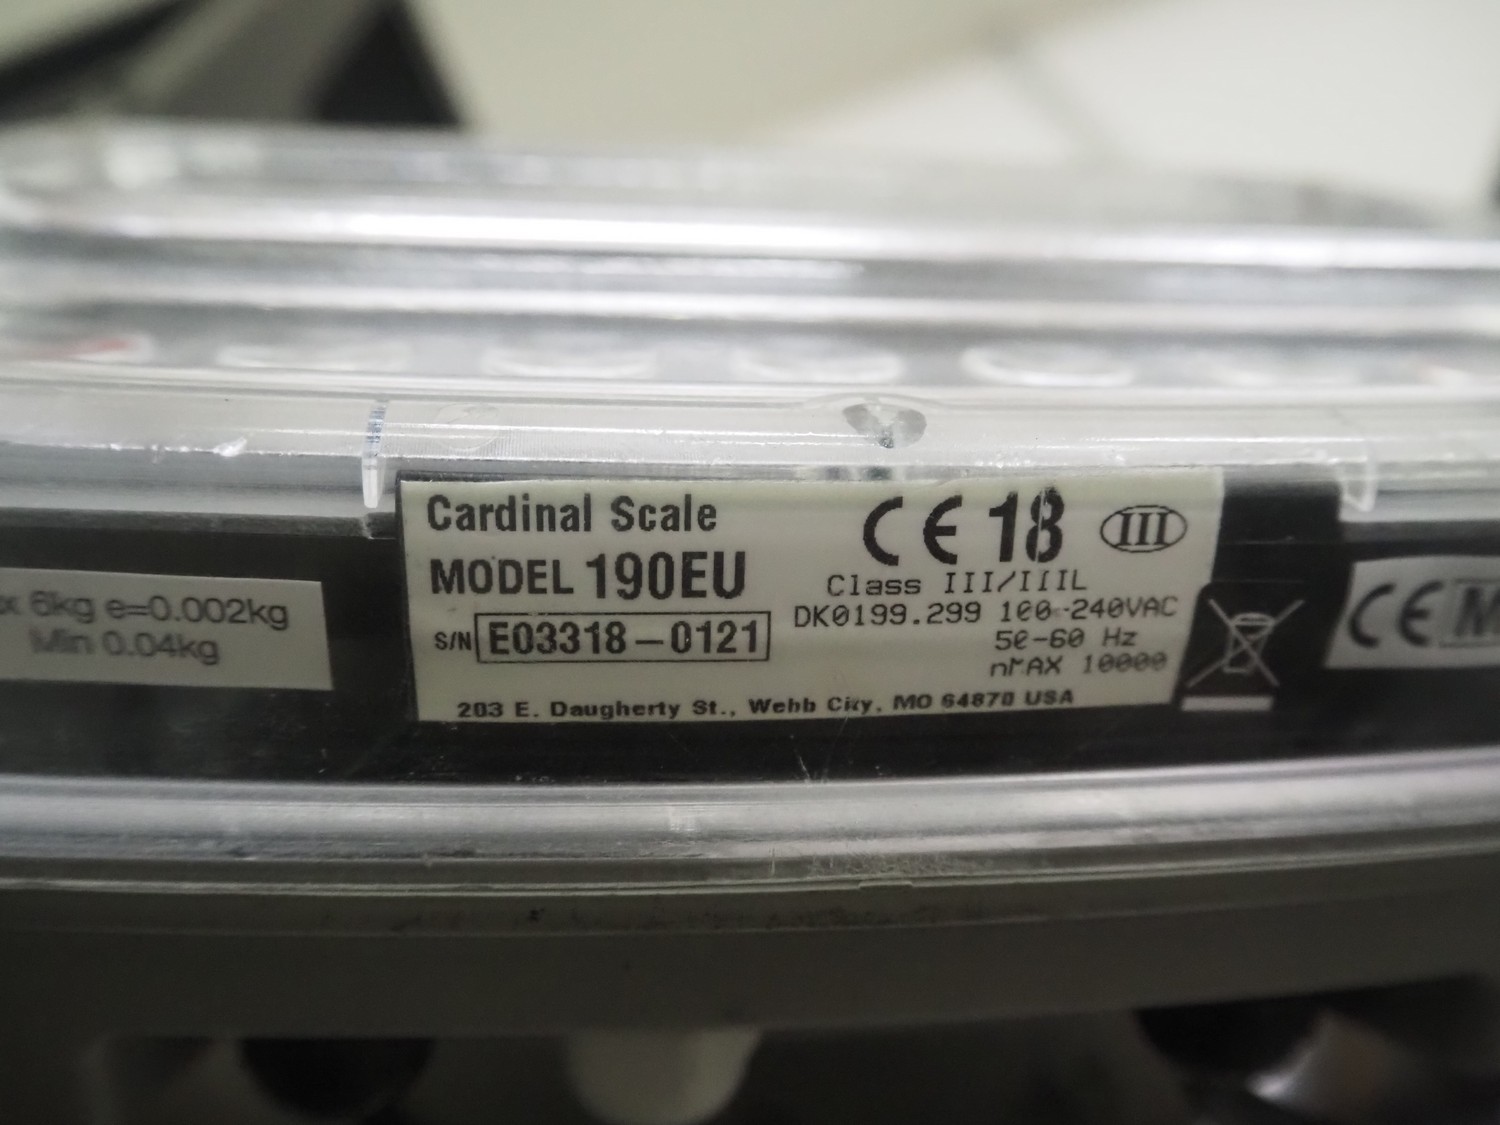 Cardinal Scale
MODEL 190EU
S/N E03318-0121
CE 18 III
Class III/IIIL
DK0199.299 100-240VAC
50-60 Hz
nMAX 10000
203 E. Daugherty St., Webb City, MO 64870 USA
6kg e=0.002kg
Min 0.04kg
CE M